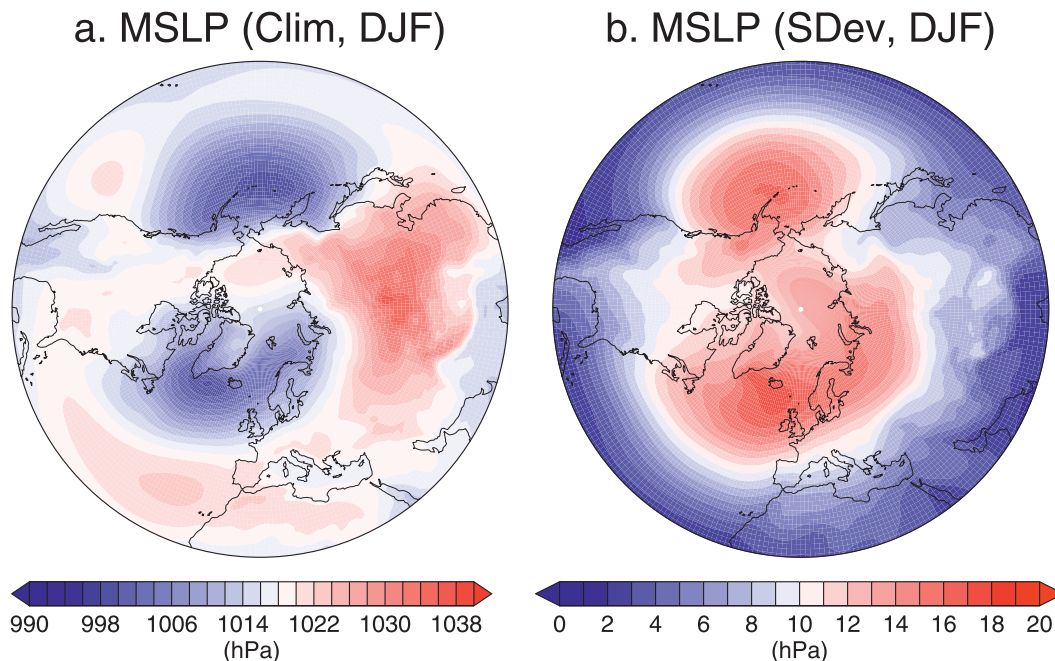 a. MSLP (Clim, DJF)
b. MSLP (SDev, DJF)
990 998 1006 1014 1022 1030 1038
(hPa)
0 2 4 6 8 10 12 14 16 18 20
(hPa)